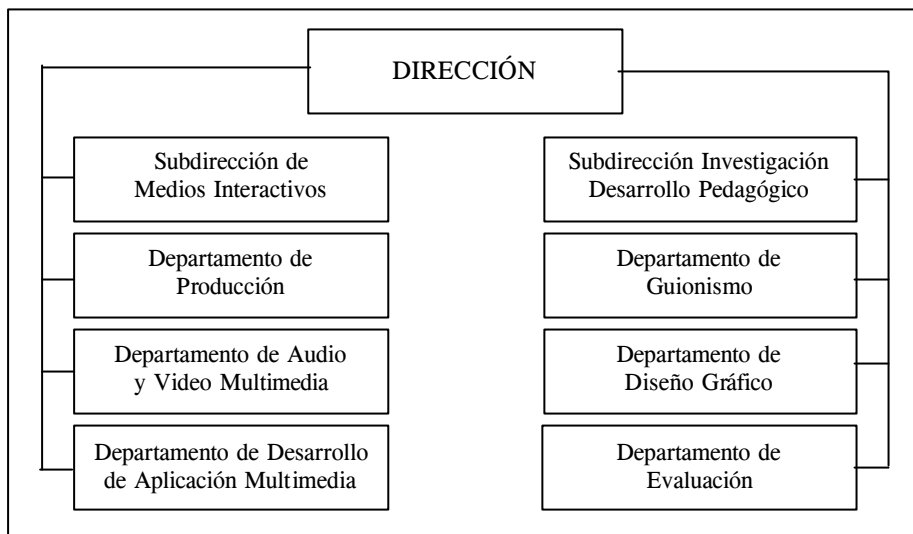 DIRECCIÓN
Subdirección de
Medios Interactivos
Departamento de
Producción
Departamento de Audio
y Video Multimedia
Departamento de Desarrollo
de Aplicación Multimedia
Subdirección Investigación
Desarrollo Pedagógico
Departamento de
Guionismo
Departamento de
Diseño Gráfico
Departamento de
Evaluación